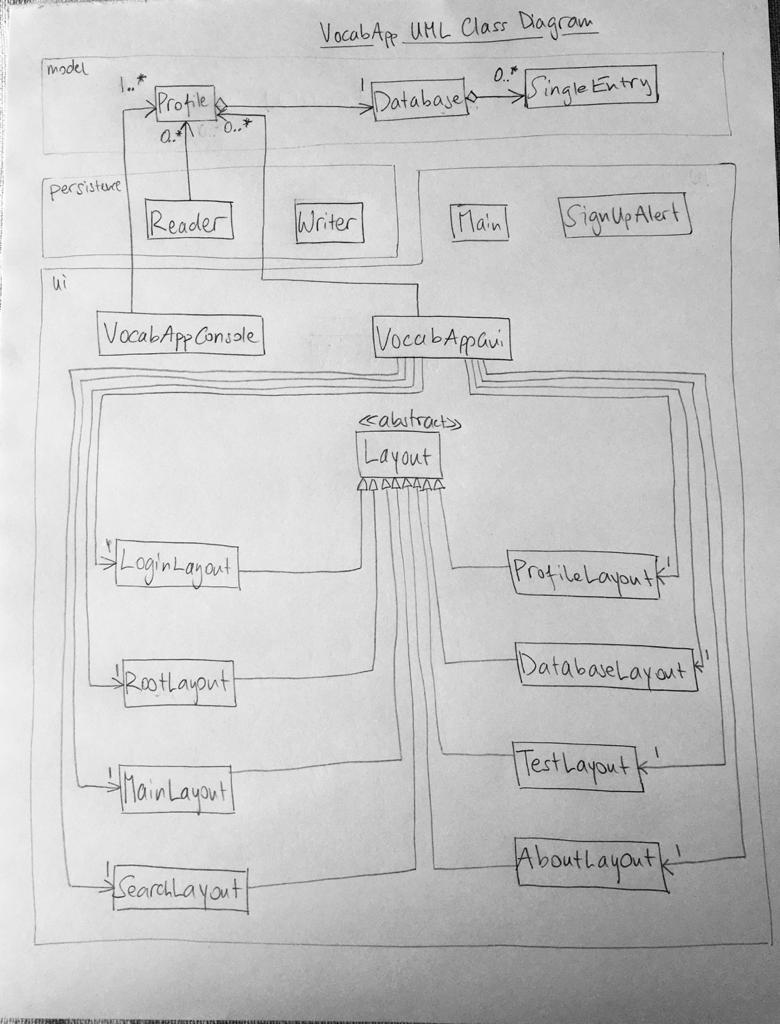 VocabApp UML Class Diagram
model
1..*
Profile
1
Database
0..*
SingleEntry
0..*
0..*
persistence
Reader
Writer
Main
SignUpAlert
ui
VocabAppConsole
VocabAppGui
<<abstract>>
Layout
1
LoginLayout
ProfileLayout
1
1
RootLayout
DatabaseLayout
1
1
MainLayout
TestLayout
1
1
SearchLayout
AboutLayout
1